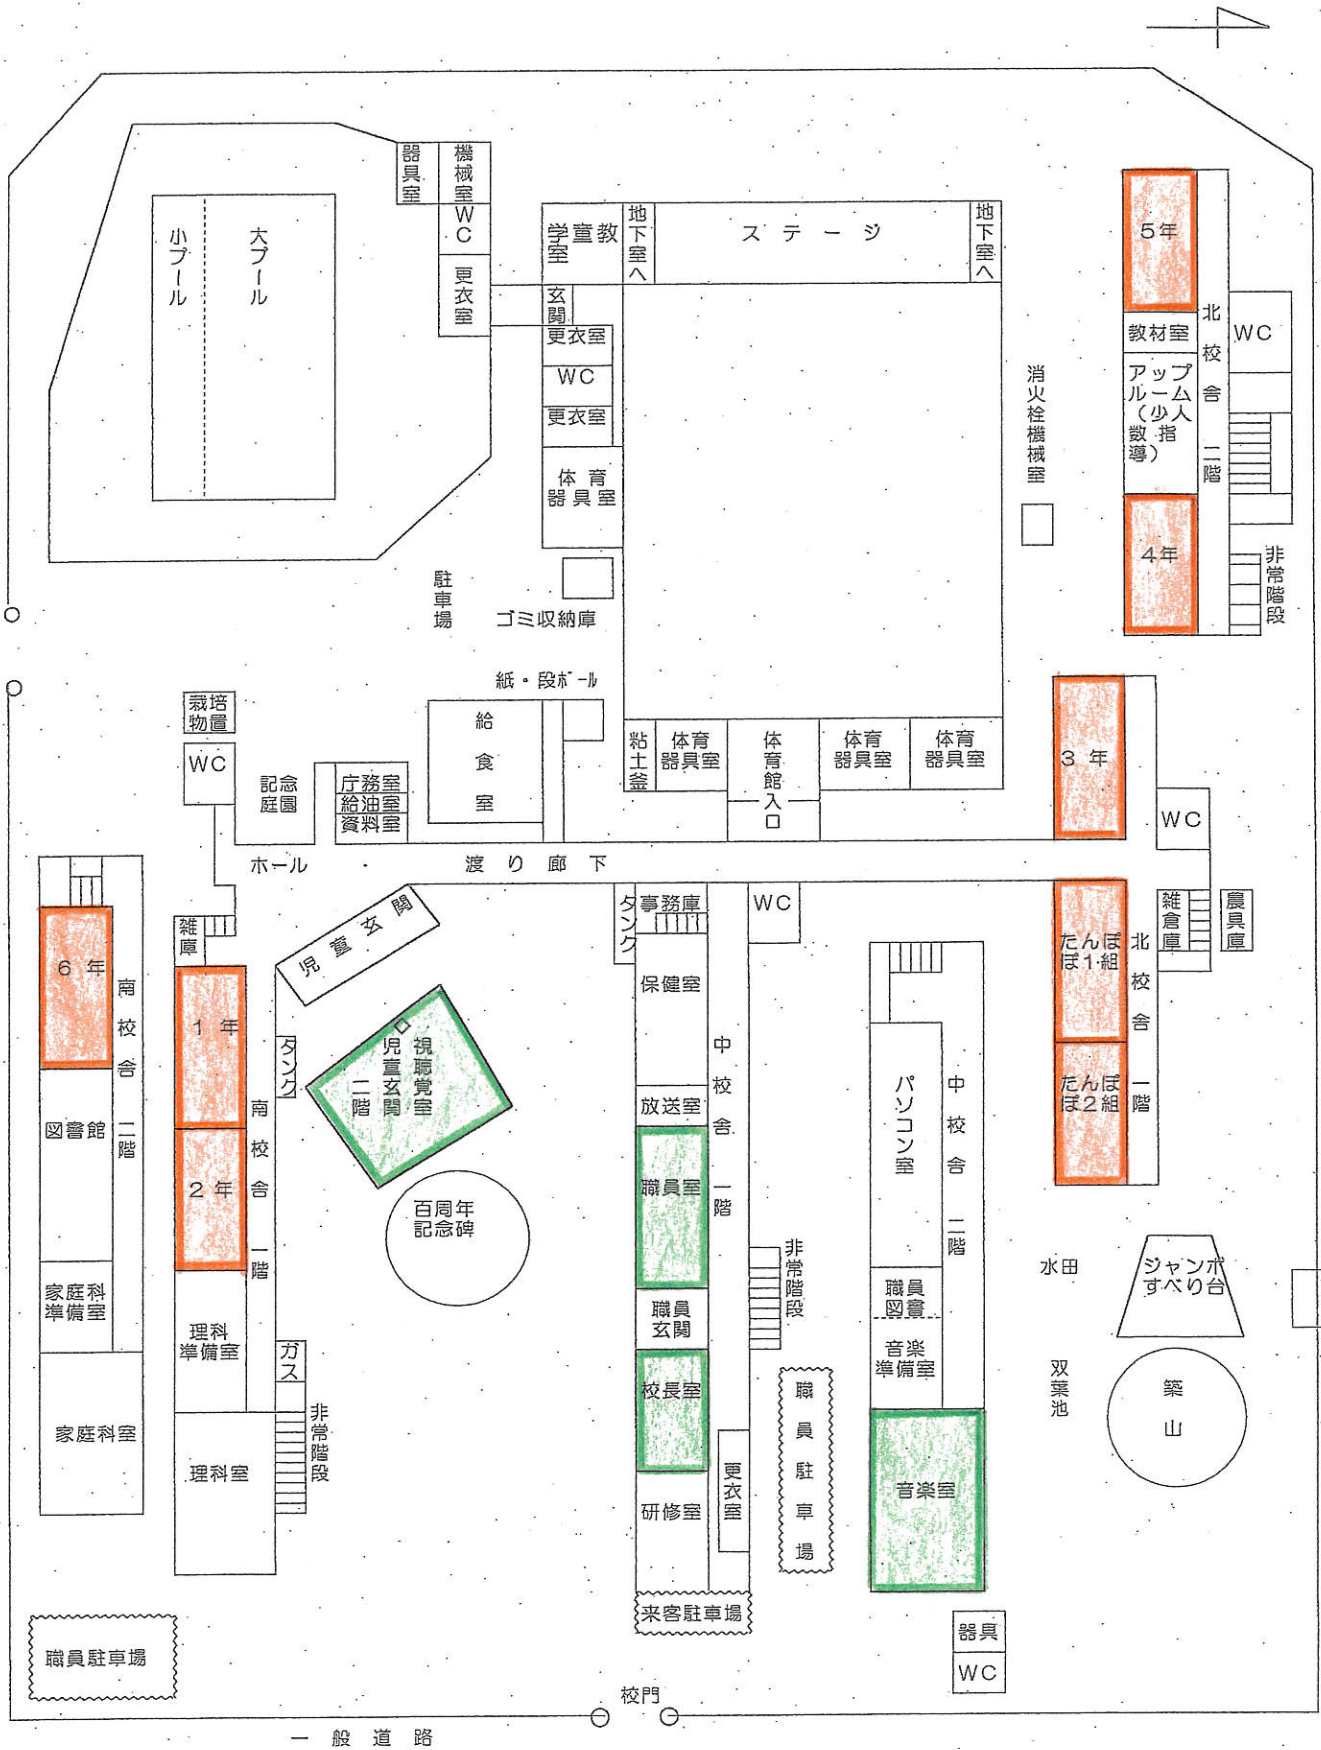 器具室
機械室
WC
更衣室
小プール
大プール
学童教
室
地下室へ
ステージ
地下室へ
玄関
更衣室
WC
更衣室
体育
器具室
消火栓機械室
5年
教材室
アップ
ルーム
(少人
数指
導)
4年
北校舎 二階
WC
非常階段
駐車場
ゴミ収納庫
紙・段ボール
給食室
粘土釜
体育
器具室
体育館入口
体育
器具室
体育
器具室
3年
WC
栽培
物置
WC
記念
庭園
庁務室
給油室
資料室
ホール・渡り廊下
雑庫
児童玄関
タンク
事務庫
WC
保健室
放送室
職員室
職員
玄関
校長室
研修室
更衣室
中校舎 一階
非常階段
来客駐車場
職員駐車場
6年
図書館
家庭科
準備室
家庭科室
南校舎 二階
1年
2年
理科
準備室
理科室
南校舎 一階
タンク
ガス
非常階段
視聴覚室
児童玄関
二階
百周年
記念碑
パソコン室
中校舎 二階
職員
図書
音楽
準備室
音楽室
たんぽ
ぽ1組
たんぽ
ぽ2組
北校舎 一階
雑倉庫
農具庫
水田
ジャンボ
すべり台
双葉池
築山
器具
WC
職員駐車場
校門
一般道路